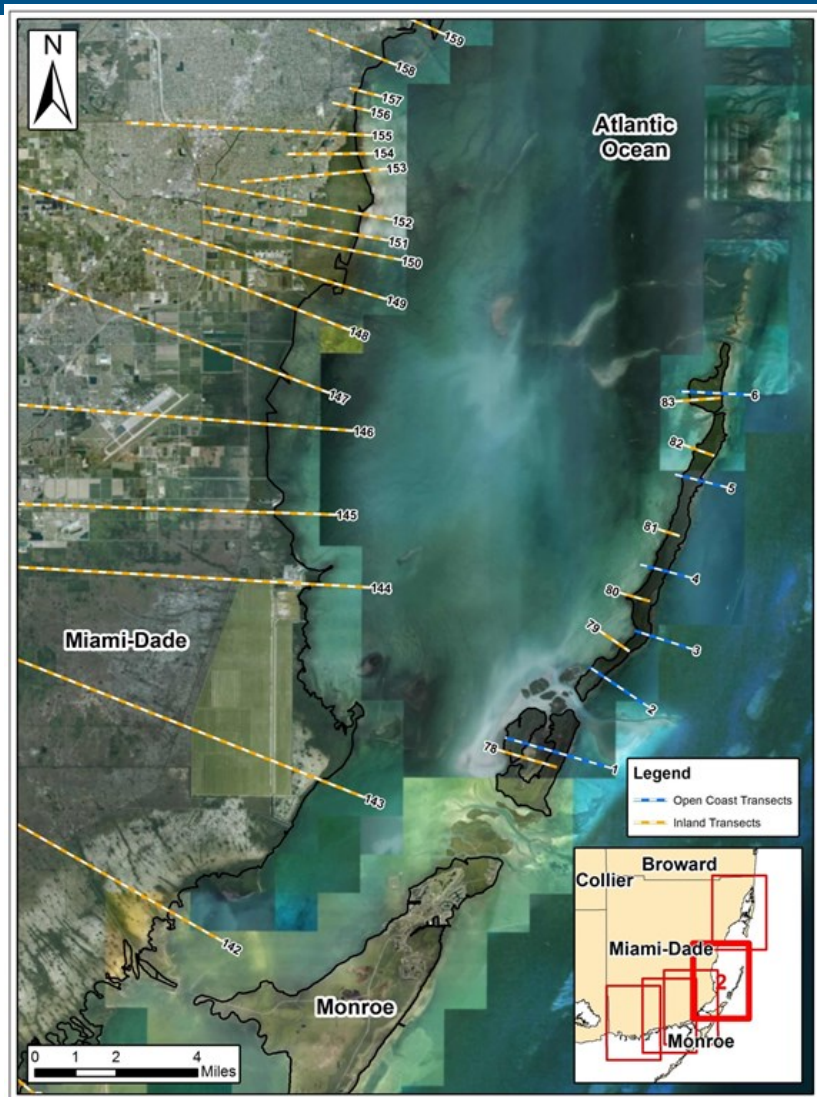 N
159
158
157
156
155
154
153
152
151
150
149
148
147
146
145
144
143
142
Atlantic
Ocean
6
83
82
5
81
4
80
79
3
2
78
1
Miami-Dade
Monroe
Legend
Open Coast Transects
Inland Transects
Broward
Collier
Miami-Dade
2
Monroe
0 1 2 4
Miles